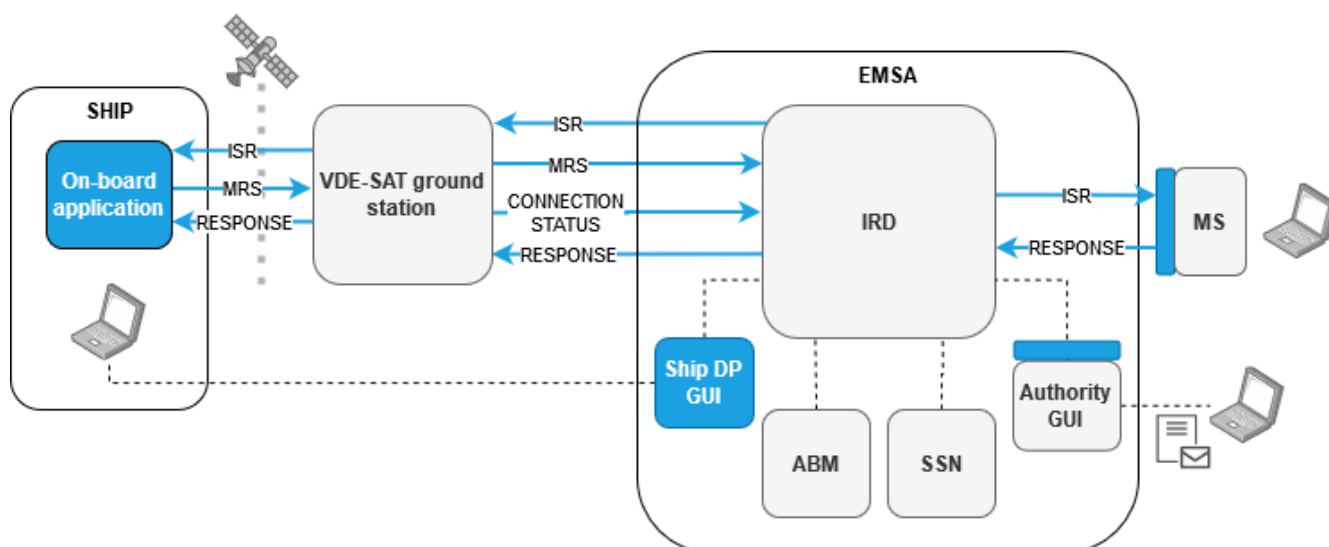 EMSA
SHIP
On-board
application
ISR
MRS
RESPONSE
VDE-SAT ground
station
ISR
MRS
CONNECTION
STATUS
RESPONSE
IRD
ISR
RESPONSE
MS
Ship DP
GUI
ABM
SSN
Authority
GUI